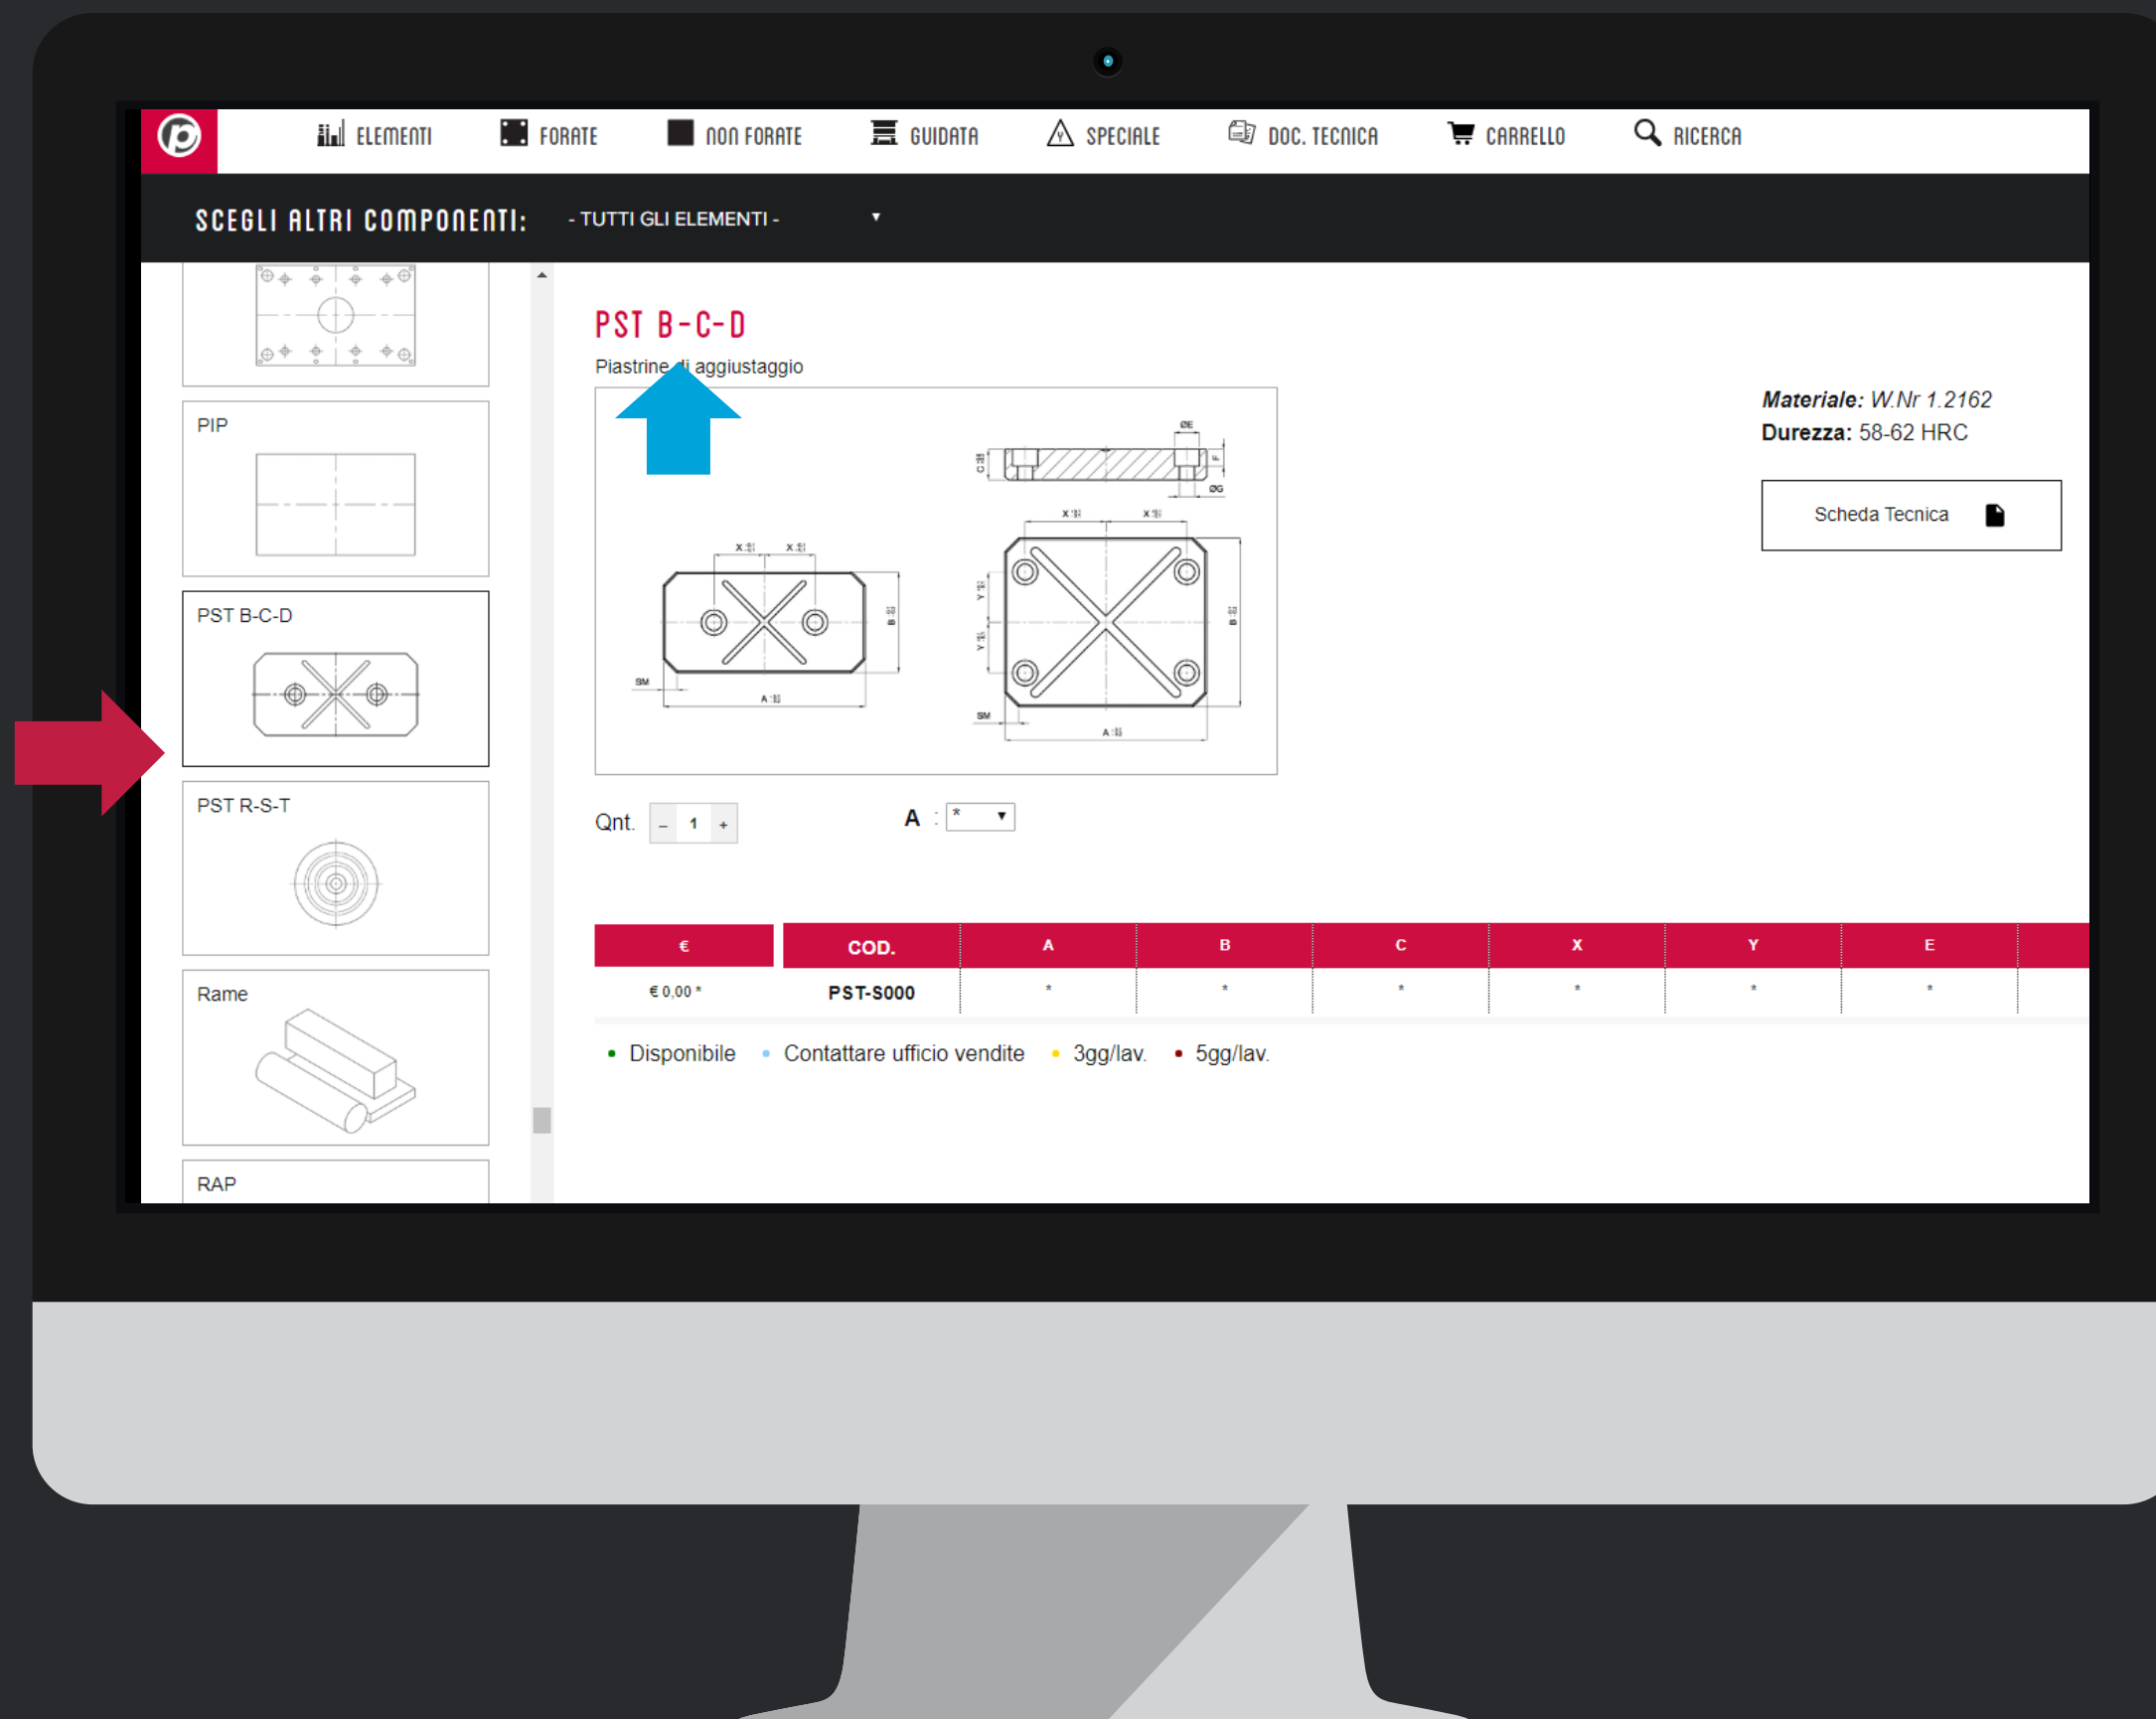 ELEMENTI
FORATE
NON FORATE
GUIDATA
SPECIALE
DOC. TECNICA
CARRELLO
RICERCA
SCEGLI ALTRI COMPONENTI:
- TUTTI GLI ELEMENTI -
PIP
PST B-C-D
PST R-S-T
Rame
RAP
PST B-C-D
Piastrine di aggiustaggio
ØE
C
F
ØG
X X
X X
Y
Y
B
B
SM
A
SM
A
Materiale: W.Nr 1.2162
Durezza: 58-62 HRC
Scheda Tecnica
Qnt. – 1 +
A : *
€ COD. A B C X Y E
€ 0,00 * PST-S000 * * * * * *
Disponibile Contattare ufficio vendite 3gg/lav. 5gg/lav.